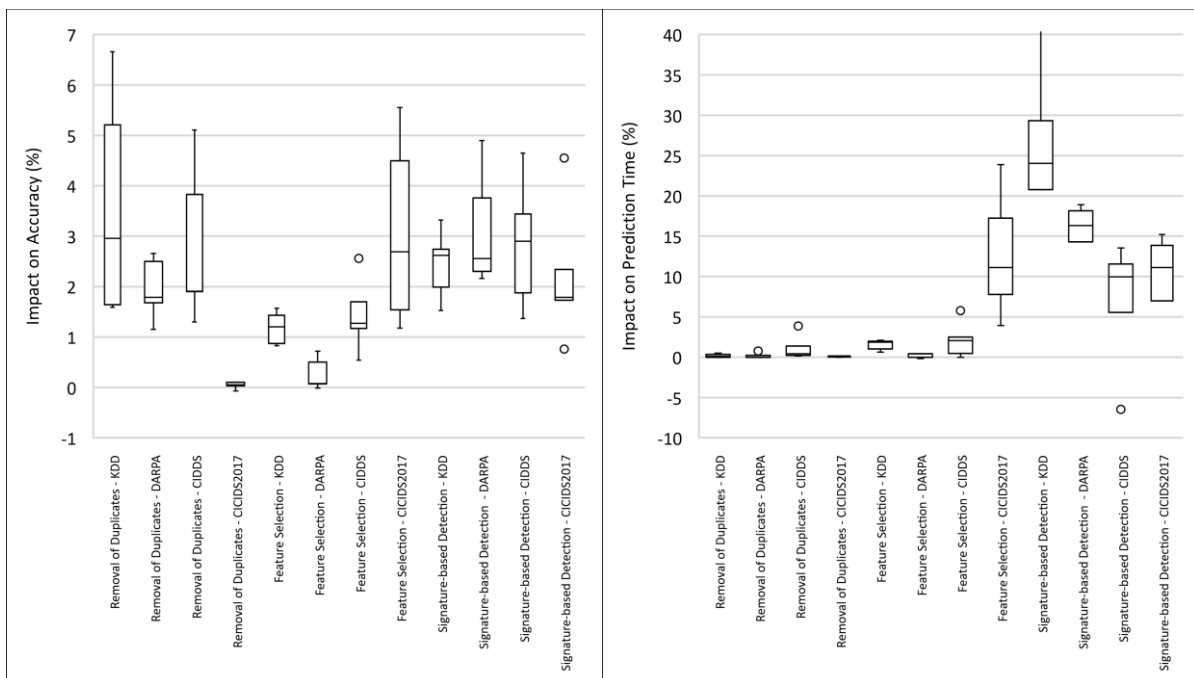 Impact on Accuracy (%)
7
6
5
4
3
2
1
0
-1
Removal of Duplicates - KDD
Removal of Duplicates - DARPA
Removal of Duplicates - CIDDS
Removal of Duplicates - CICIDS2017
Feature Selection - KDD
Feature Selection - DARPA
Feature Selection - CIDDS
Feature Selection - CICIDS2017
Signature-based Detection - KDD
Signature-based Detection - DARPA
Signature-based Detection - CIDDS
Signature-based Detection - CICIDS2017
Impact on Prediction Time (%)
40
35
30
25
20
15
10
5
0
-5
-10
Removal of Duplicates - KDD
Removal of Duplicates - DARPA
Removal of Duplicates - CIDDS
Removal of Duplicates - CICIDS2017
Feature Selection - KDD
Feature Selection - DARPA
Feature Selection - CIDDS
Feature Selection - CICIDS2017
Signature-based Detection - KDD
Signature-based Detection - DARPA
Signature-based Detection - CIDDS
Signature-based Detection - CICIDS2017